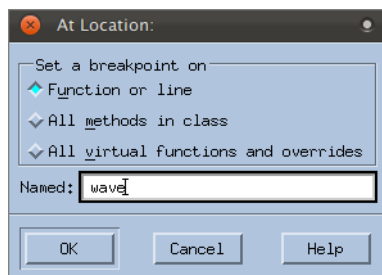 At Location:
Set a breakpoint on
Function or line
All methods in class
All virtual functions and overrides
Named: wave
OK Cancel Help